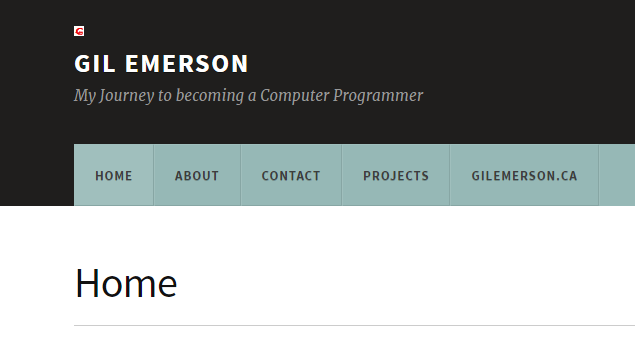 GIL EMERSON
My Journey to becoming a Computer Programmer
HOME ABOUT CONTACT PROJECTS GILEMERSON.CA
Home